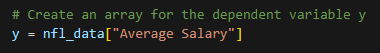 # Create an array for the dependent variable y
y = nfl_data["Average Salary"]